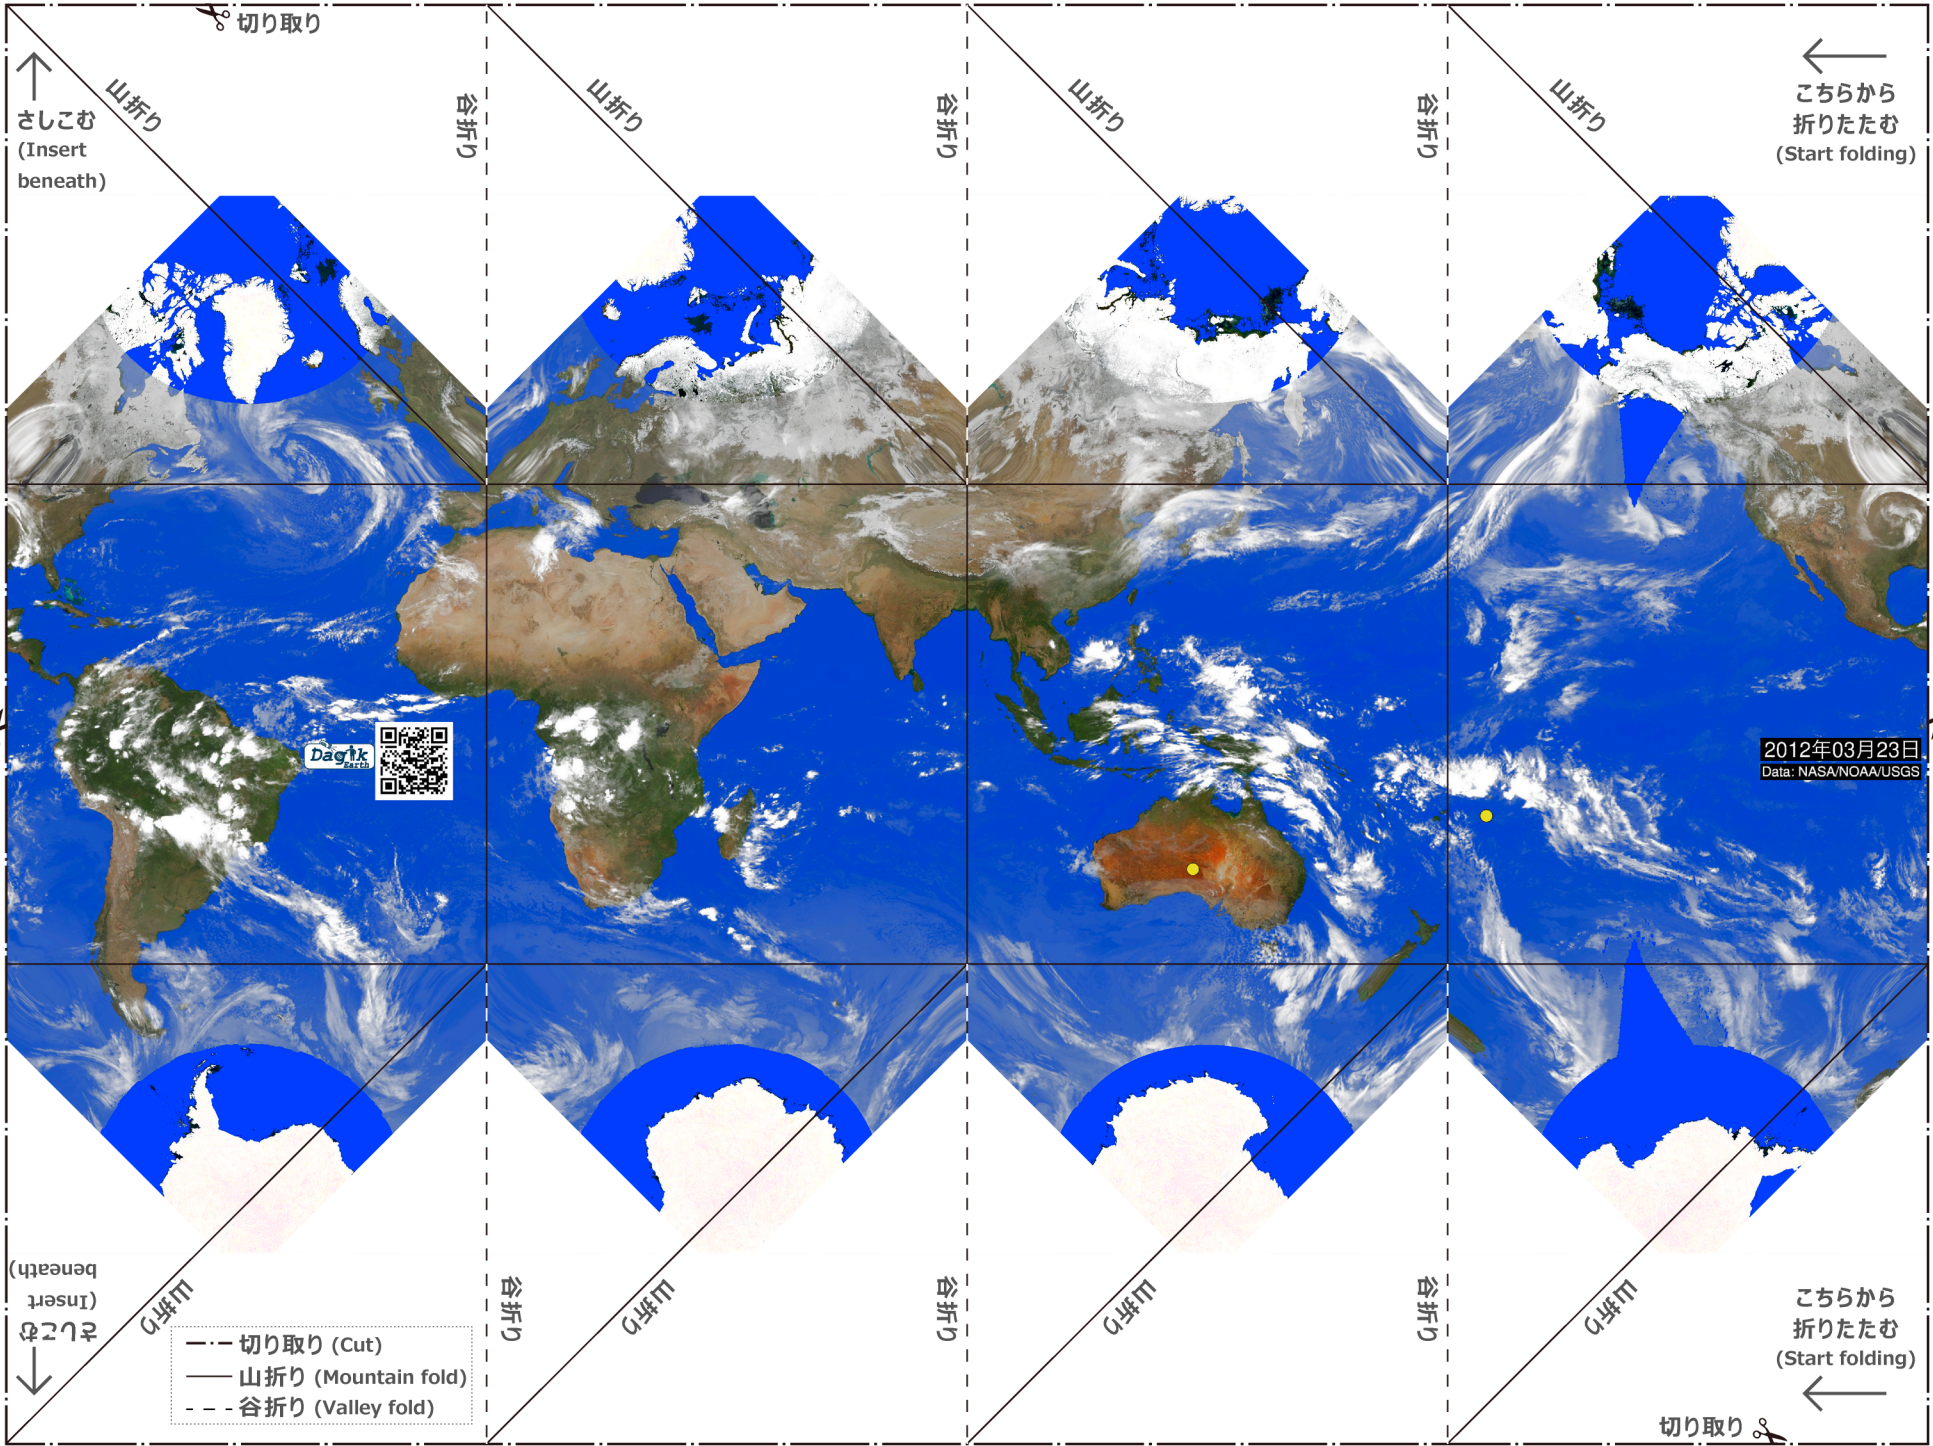 切り取り
山折り
谷折り
山折り
谷折り
山折り
谷折り
山折り
さしこむ
(Insert
beneath)
こちらから
折りたたむ
(Start folding)
Dagik
Earth
2012年03月23日
Data: NASA/NOAA/USGS
さしこむ
(Insert
beneath)
山折り
谷折り
山折り
谷折り
山折り
谷折り
山折り
こちらから
折りたたむ
(Start folding)
切り取り (Cut)
山折り (Mountain fold)
谷折り (Valley fold)
切り取り